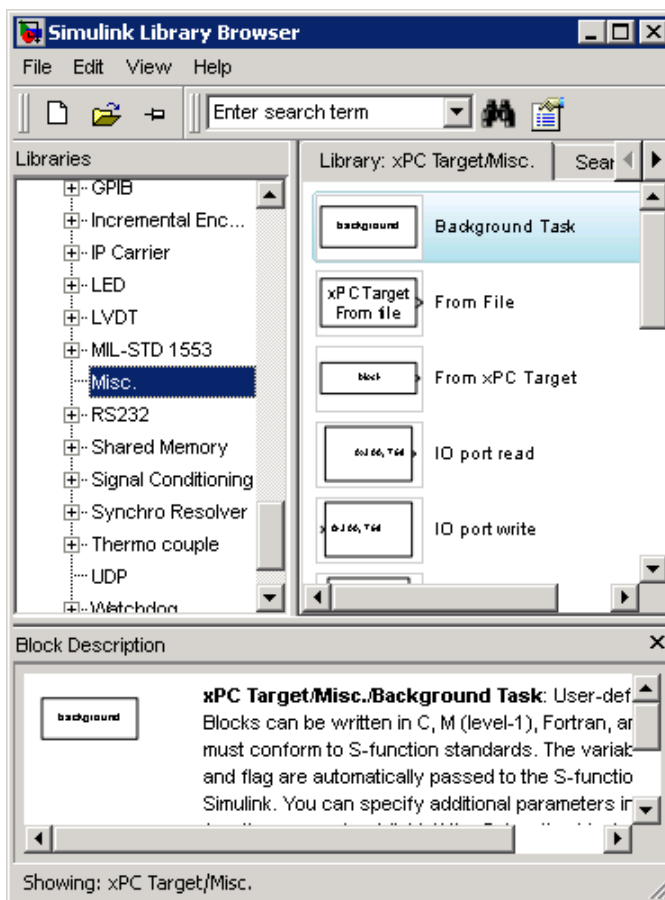 Simulink Library Browser
File Edit View Help
Enter search term
Libraries
Library: xPC Target/Misc. Sear
GPIB
Incremental Enc...
IP Carrier
LED
LVDT
MIL-STD 1553
Misc.
RS232
Shared Memory
Signal Conditioning
Synchro Resolver
Thermo couple
UDP
Watchdog
background Background Task
xPC Target
From file
From File
block From xPC Target
IO port read
IO port write
Block Description
background
xPC Target/Misc./Background Task: User-def
Blocks can be written in C, M (level-1), Fortran, ar
must conform to S-function standards. The variab
and flag are automatically passed to the S-functio
Simulink. You can specify additional parameters in
Showing: xPC Target/Misc.